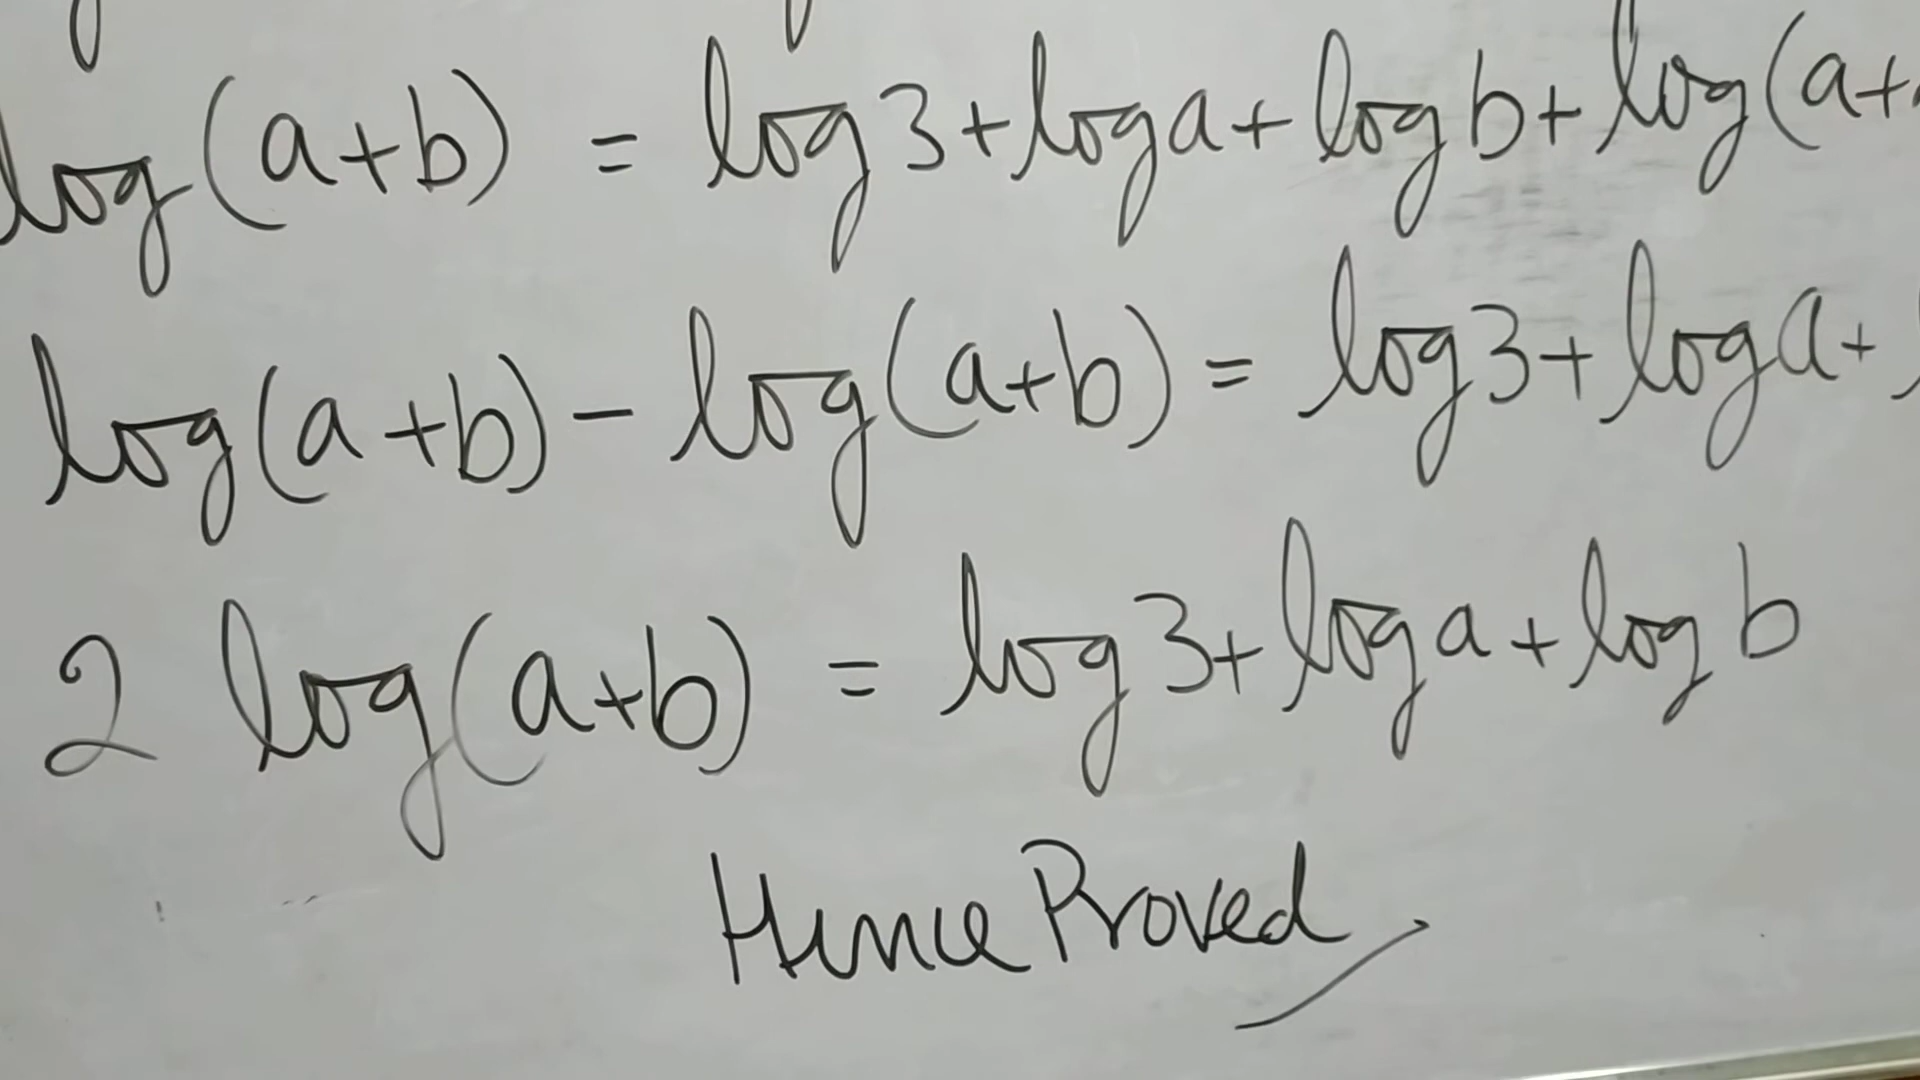 log(a+b) = log3+loga+logb+log(a+
log(a+b)-log(a+b)= log3+loga+
2 log(a+b) = log3+loga+logb
Hence Proved